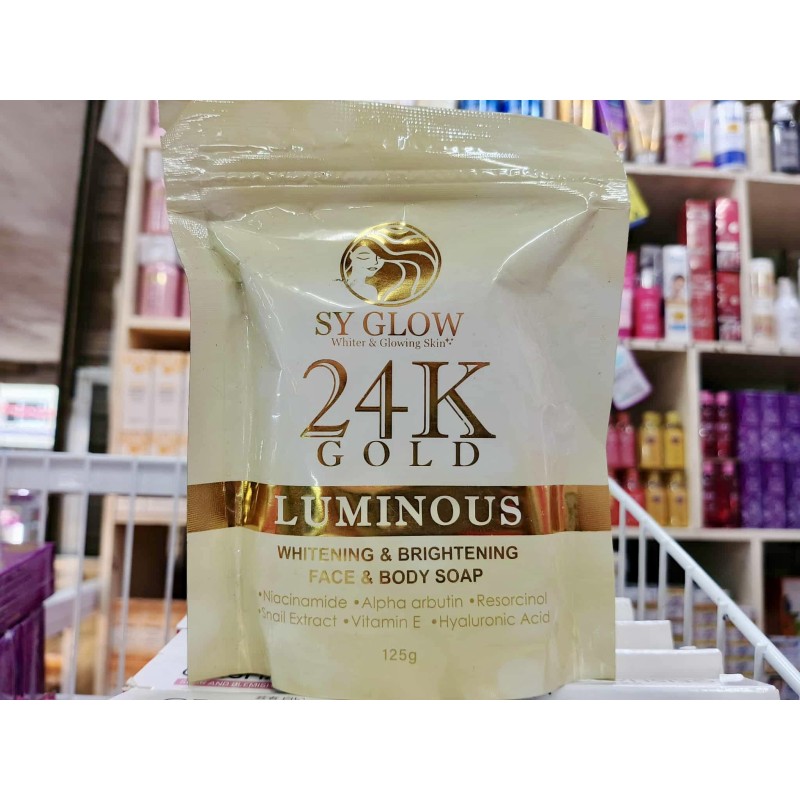 SY GLOW
Whiter & Glowing Skin
24K
GOLD
LUMINOUS
WHITENING & BRIGHTENING
FACE & BODY SOAP
•Niacinamide •Alpha arbutin •Resorcinol
•Snail Extract •Vitamin E •Hyaluronic Acid
125g